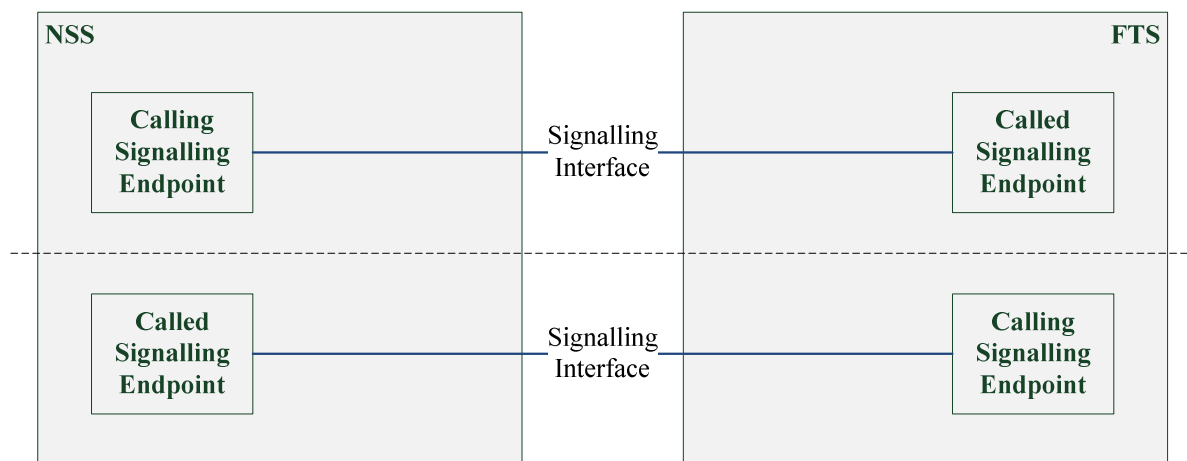 NSS
FTS
Calling
Signalling
Endpoint
Signalling
Interface
Called
Signalling
Endpoint
Called
Signalling
Endpoint
Signalling
Interface
Calling
Signalling
Endpoint